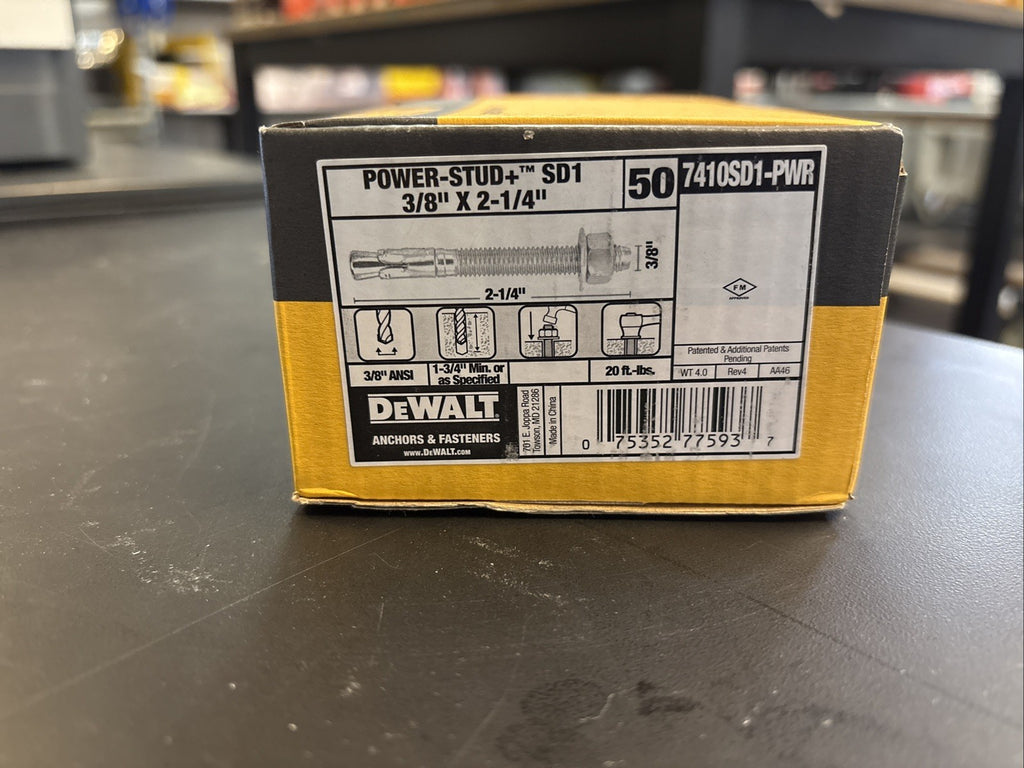 POWER-STUD+™ SD1
3/8" X 2-1/4"
50
7410SD1-PWR
3/8"
2-1/4"
FM
APPROVED
3/8" ANSI
1-3/4" Min. or
as Specified
20 ft.-lbs.
Patented & Additional Patents
Pending
WT 4.0
Rev4
AA46
DEWALT
ANCHORS & FASTENERS
www.DEWALT.com
701 E. Joppa Road
Towson, MD 21286
Made in China
0 75352 77593 7